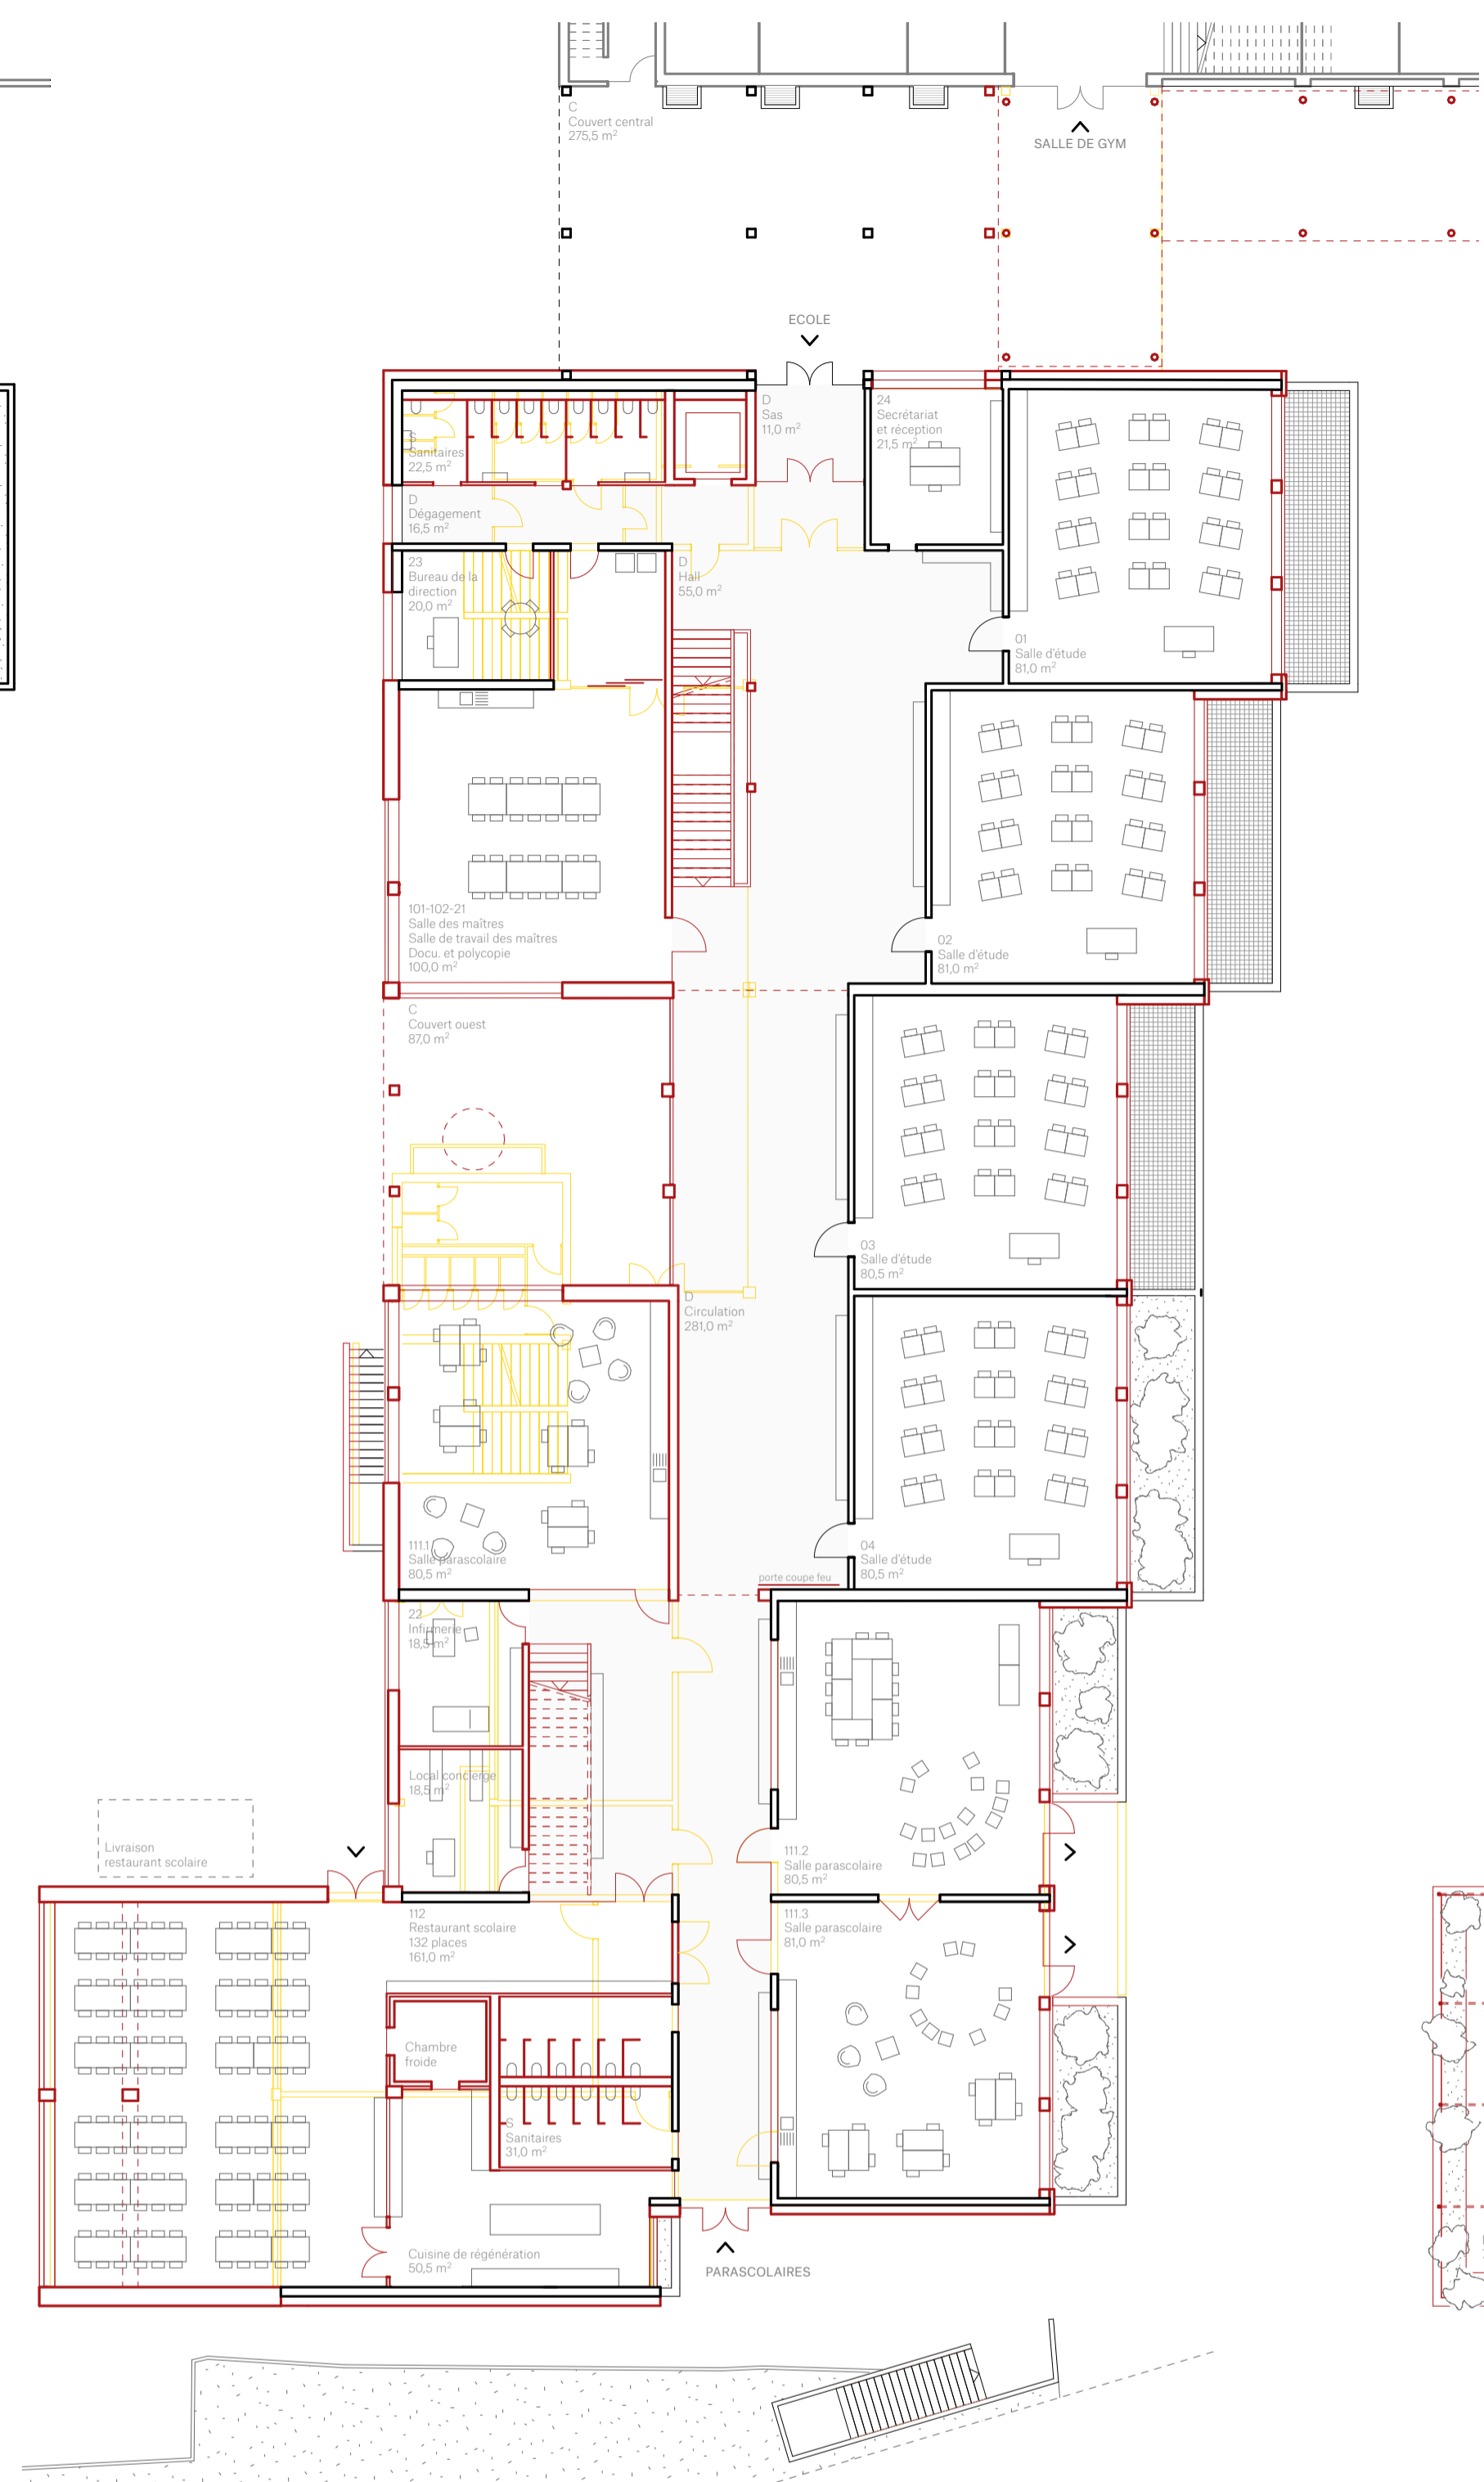 C
Couvert central
275,5 m²
SALLE DE GYM
ECOLE
S
Sanitaires
22,5 m²
D
Sas
11,0 m²
24
Secrétariat
et réception
21,5 m²
D
Dégagement
16,5 m²
23
Bureau de la
direction
20,0 m²
D
Hall
55,0 m²
01
Salle d'étude
81,0 m²
101-102-21
Salle des maîtres
Salle de travail des maîtres
Docu. et polycopie
100,0 m²
02
Salle d'étude
81,0 m²
C
Couvert ouest
87,0 m²
03
Salle d'étude
80,5 m²
D
Circulation
281,0 m²
111.1
Salle parascolaire
80,5 m²
04
Salle d'étude
80,5 m²
porte coupe feu
22
Infirmerie
18,5 m²
Local concierge
18,5 m²
Livraison
restaurant scolaire
111.2
Salle parascolaire
80,5 m²
112
Restaurant scolaire
132 places
161,0 m²
111.3
Salle parascolaire
81,0 m²
Chambre
froide
S
Sanitaires
31,0 m²
Cuisine de régénération
50,5 m²
PARASCOLAIRES